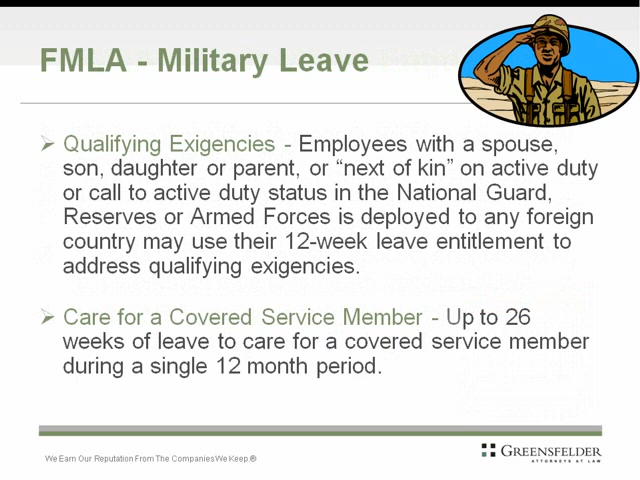 FMLA - Military Leave
Qualifying Exigencies - Employees with a spouse,
son, daughter or parent, or “next of kin” on active duty
or call to active duty status in the National Guard,
Reserves or Armed Forces is deployed to any foreign
country may use their 12-week leave entitlement to
address qualifying exigencies.
Care for a Covered Service Member - Up to 26
weeks of leave to care for a covered service member
during a single 12 month period.
We Earn Our Reputation From The Companies We Keep.®
GREENSFELDER
ATTORNEYS AT LAW